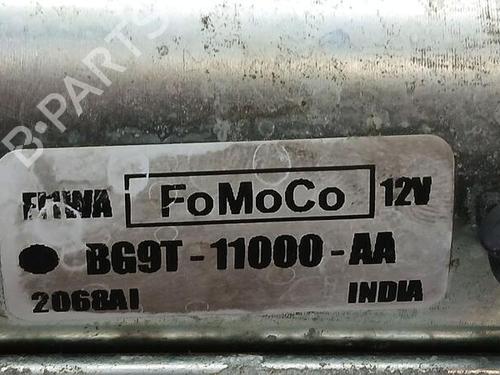 B-PARTS
FoMoCo 12V
BG9T-11000-AA
2068AI INDIA